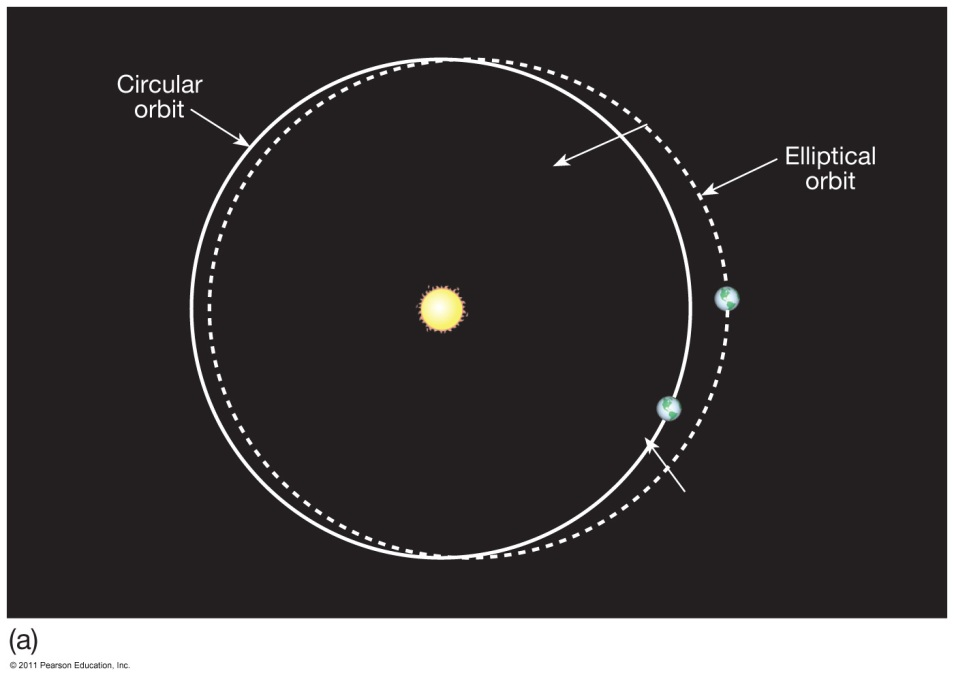 Circular
orbit
Elliptical
orbit
(a)
© 2011 Pearson Education, Inc.